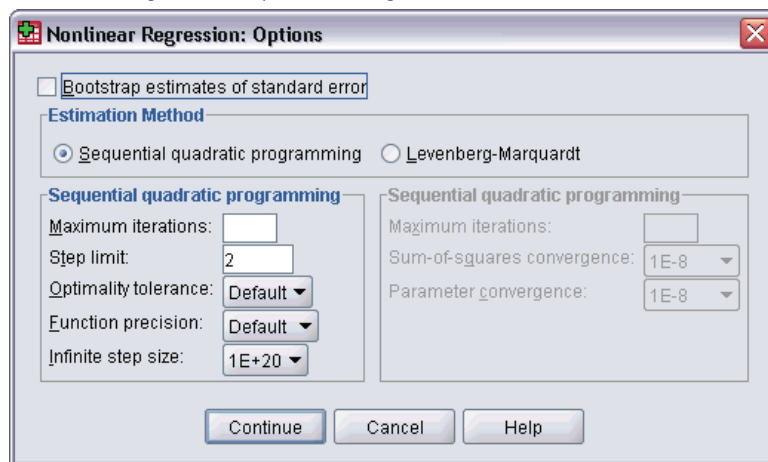 Nonlinear Regression: Options
Bootstrap estimates of standard error
Estimation Method
Sequential quadratic programming
Levenberg-Marquardt
Sequential quadratic programming
Maximum iterations:
Step limit: 2
Optimality tolerance: Default
Function precision: Default
Infinite step size: 1E+20
Sequential quadratic programming
Maximum iterations:
Sum-of-squares convergence: 1E-8
Parameter convergence: 1E-8
Continue
Cancel
Help